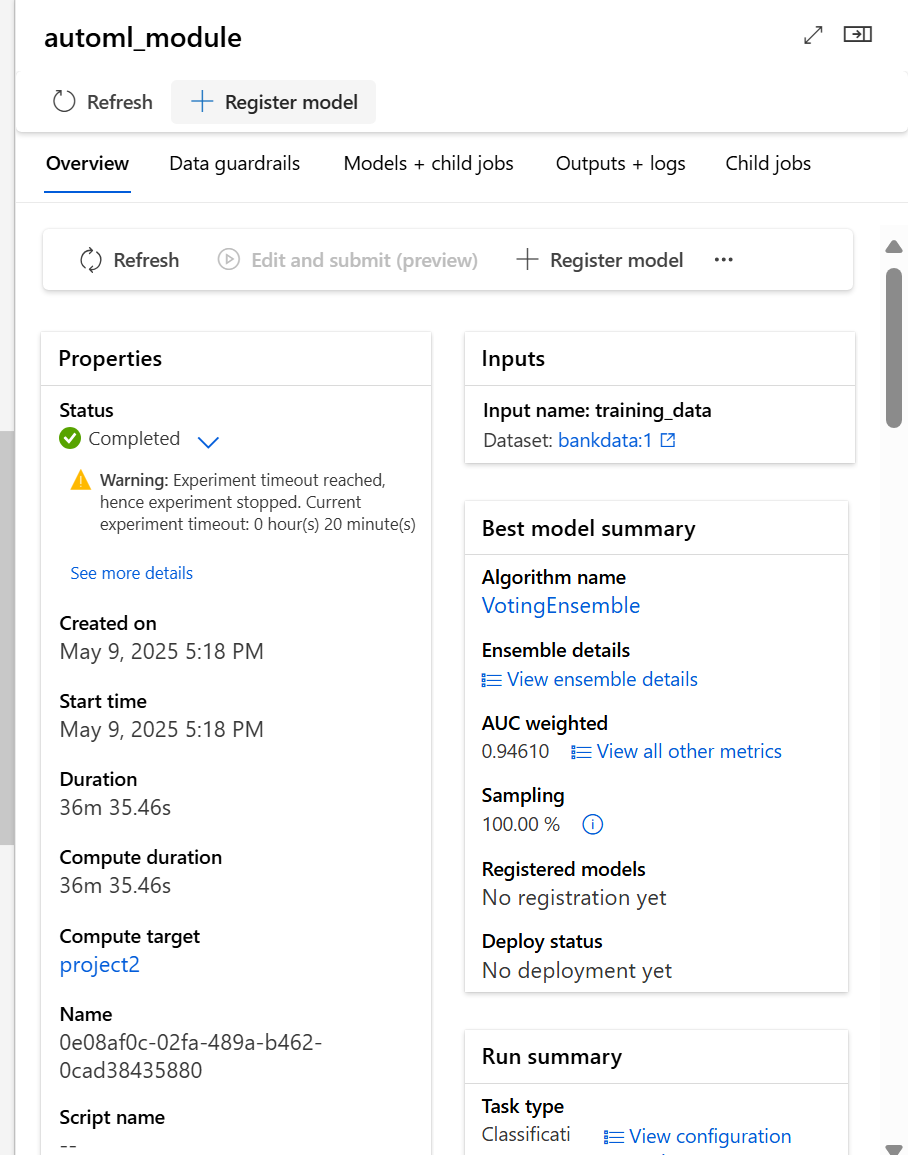 automl_module
Refresh
Register model
Overview
Data guardrails
Models + child jobs
Outputs + logs
Child jobs
Refresh
Edit and submit (preview)
Register model
...
Properties
Status
Completed
Warning: Experiment timeout reached,
hence experiment stopped. Current
experiment timeout: 0 hour(s) 20 minute(s)
See more details
Created on
May 9, 2025 5:18 PM
Start time
May 9, 2025 5:18 PM
Duration
36m 35.46s
Compute duration
36m 35.46s
Compute target
project2
Name
0e08af0c-02fa-489a-b462-
0cad38435880
Script name
--
Inputs
Input name: training_data
Dataset: bankdata:1
Best model summary
Algorithm name
VotingEnsemble
Ensemble details
View ensemble details
AUC weighted
0.94610
View all other metrics
Sampling
100.00 %
Registered models
No registration yet
Deploy status
No deployment yet
Run summary
Task type
Classificati
View configuration